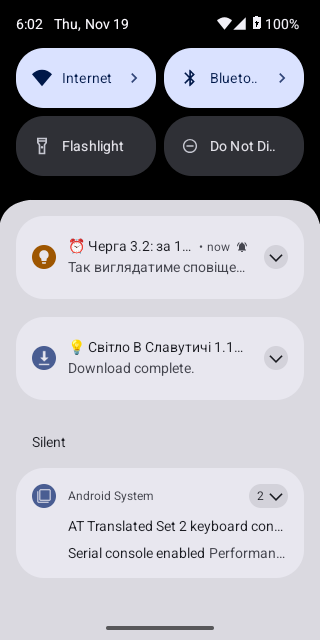 6:02 Thu, Nov 19 100%
Internet
Blueto..
Flashlight
Do Not Di..
⏰ Черга 3.2: за 1… • now
Так виглядатиме сповіще…
💡 Світло В Славутичі 1.1…
Download complete.
Silent
Android System 2
AT Translated Set 2 keyboard con…
Serial console enabled Performan…